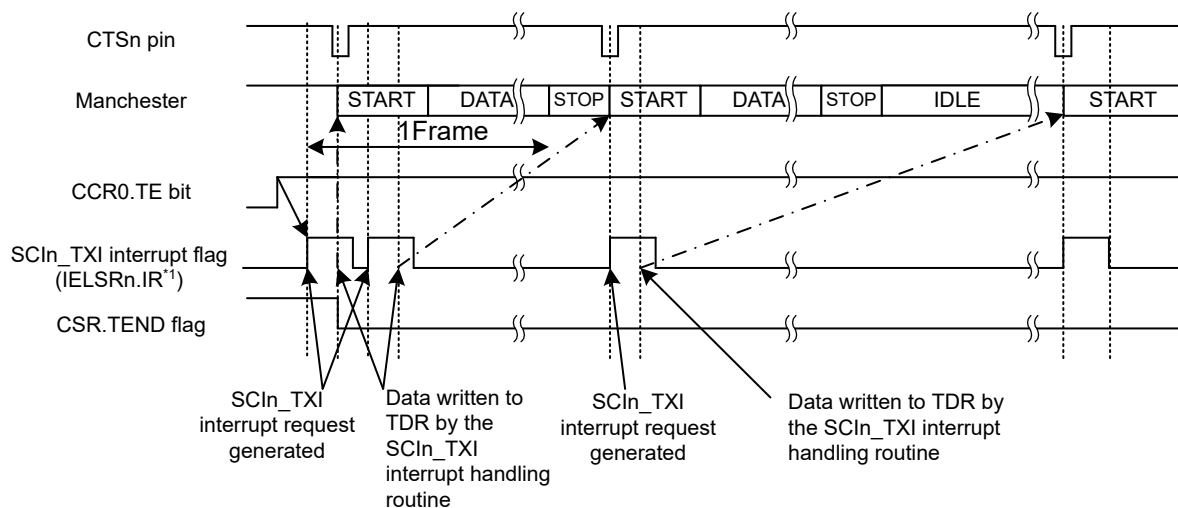 CTSn pin
Manchester
START DATA STOP START DATA STOP IDLE START
1Frame
CCR0.TE bit
SCIn_TXI interrupt flag
(IELSRn.IR*1)
CSR.TEND flag
SCIn_TXI
interrupt request
generated
Data written to
TDR by the
SCIn_TXI
interrupt handling
routine
SCIn_TXI
interrupt request
generated
Data written to TDR by
the SCIn_TXI interrupt
handling routine